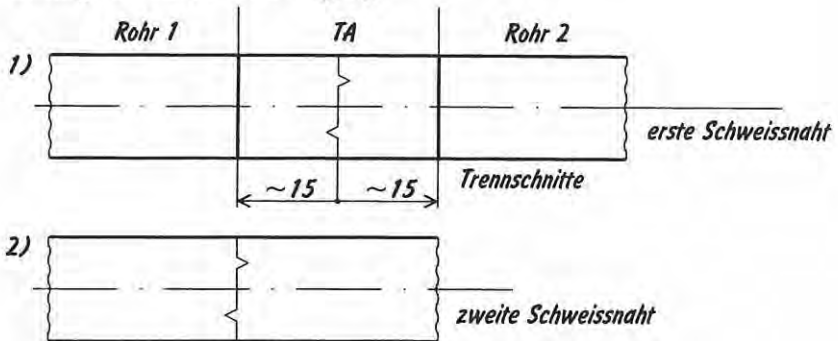 Rohr 1 TA Rohr 2
1)
erste Schweissnaht
~15 ~15 Trennschnitte
2)
zweite Schweissnaht